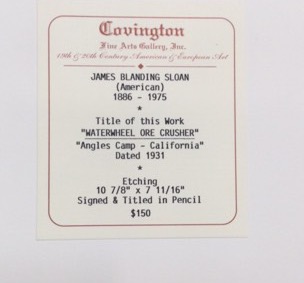 Covington
Fine Arts Gallery, Inc.
19th & 20th Century American & European Art
JAMES BLANDING SLOAN
(American)
1886 - 1975
*
Title of this Work
"WATERWHEEL ORE CRUSHER"
"Angles Camp - California"
Dated 1931
*
Etching
10 7/8" x 7 11/16"
Signed & Titled in Pencil
$150